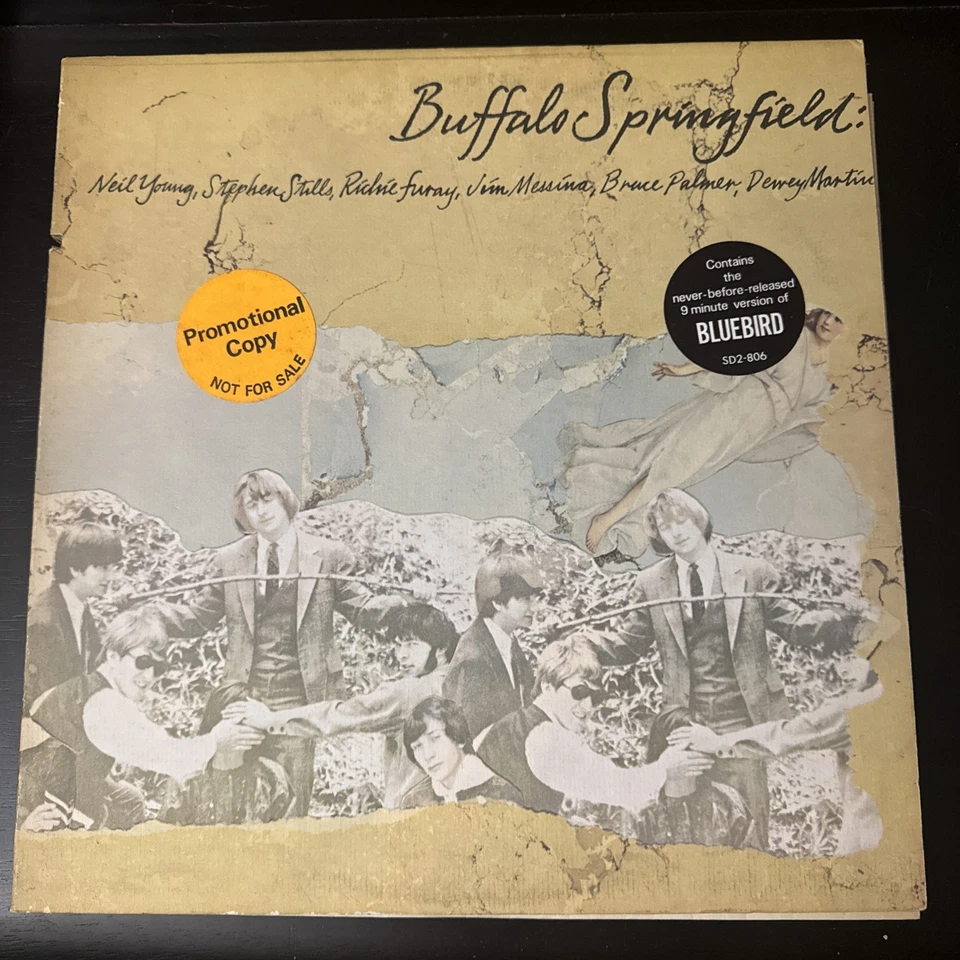 Buffalo Springfield:
Neil Young, Stephen Stills, Richie Furay, Jim Messina, Bruce Palmer, Dewey Martin
Promotional
Copy
NOT FOR SALE
Contains
the
never-before-released
9 minute version of
BLUEBIRD
SD2-806